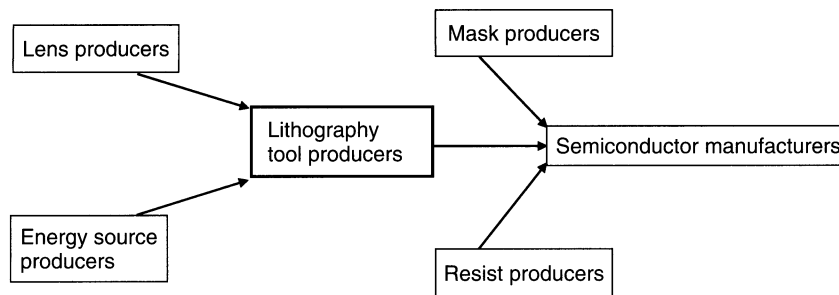 Lens producers
Mask producers
Lithography
tool producers
Semiconductor manufacturers
Energy source
producers
Resist producers